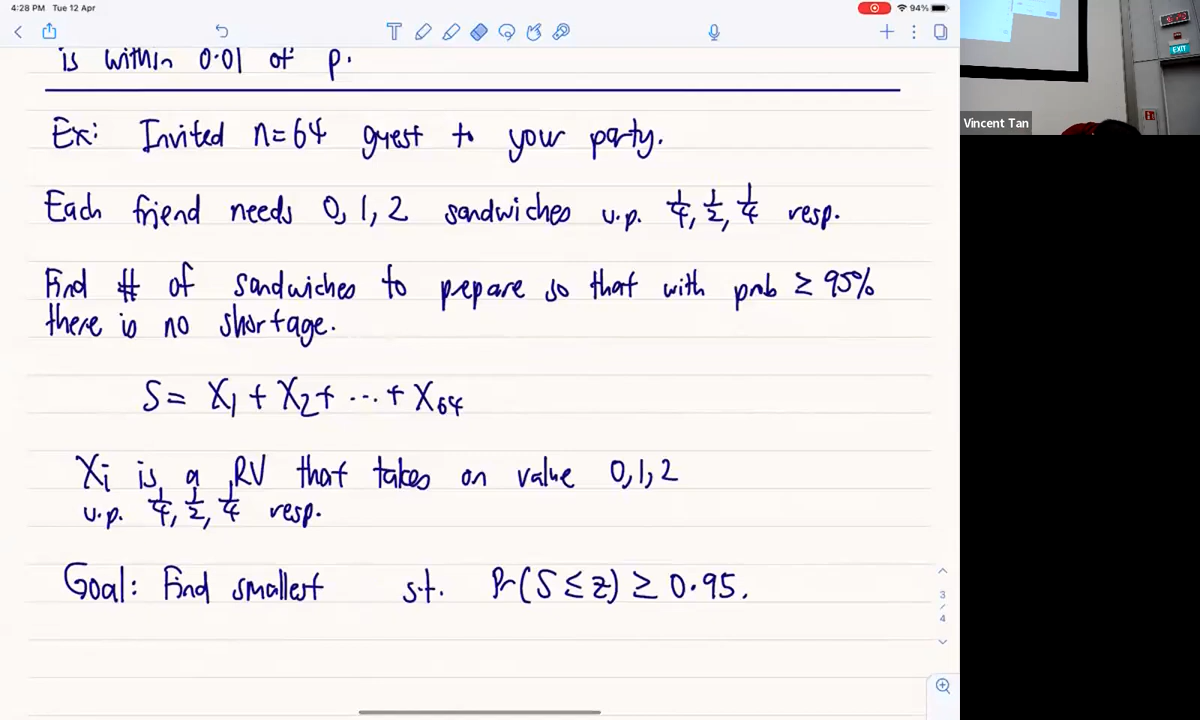 4:28 PM Tue 12 Apr
94%
is within 0.01 of p.
Ex: Invited n=64 guest to your party.
Each friend needs 0, 1, 2 sandwiches w.p. 1/4, 1/2, 1/4 resp.
Find # of sandwiches to prepare so that with prob ≥ 95%
there is no shortage.
S = X₁ + X₂ + ... + X₆₄
Xi is a RV that takes on value 0, 1, 2
w.p. 1/4, 1/2, 1/4 resp.
Goal: Find smallest s.t. Pr(S ≤ z) ≥ 0.95.
3
/
4
EXIT
Vincent Tan